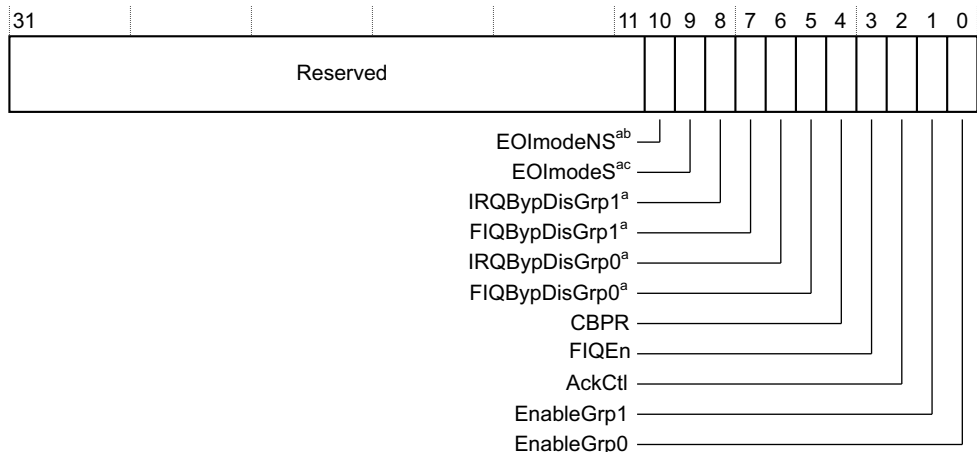 31 11 10 9 8 7 6 5 4 3 2 1 0
Reserved
EOImodeNSᵃᵇ
EOImodeSᵃᶜ
IRQBypDisGrp1ᵃ
FIQBypDisGrp1ᵃ
IRQBypDisGrp0ᵃ
FIQBypDisGrp0ᵃ
CBPR
FIQEn
AckCtl
EnableGrp1
EnableGrp0